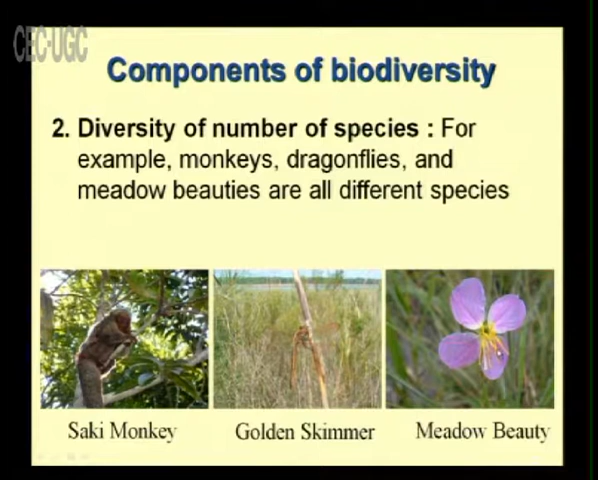 CEC-UGC
Components of biodiversity
2. Diversity of number of species : For
example, monkeys, dragonflies, and
meadow beauties are all different species
Saki Monkey
Golden Skimmer
Meadow Beauty